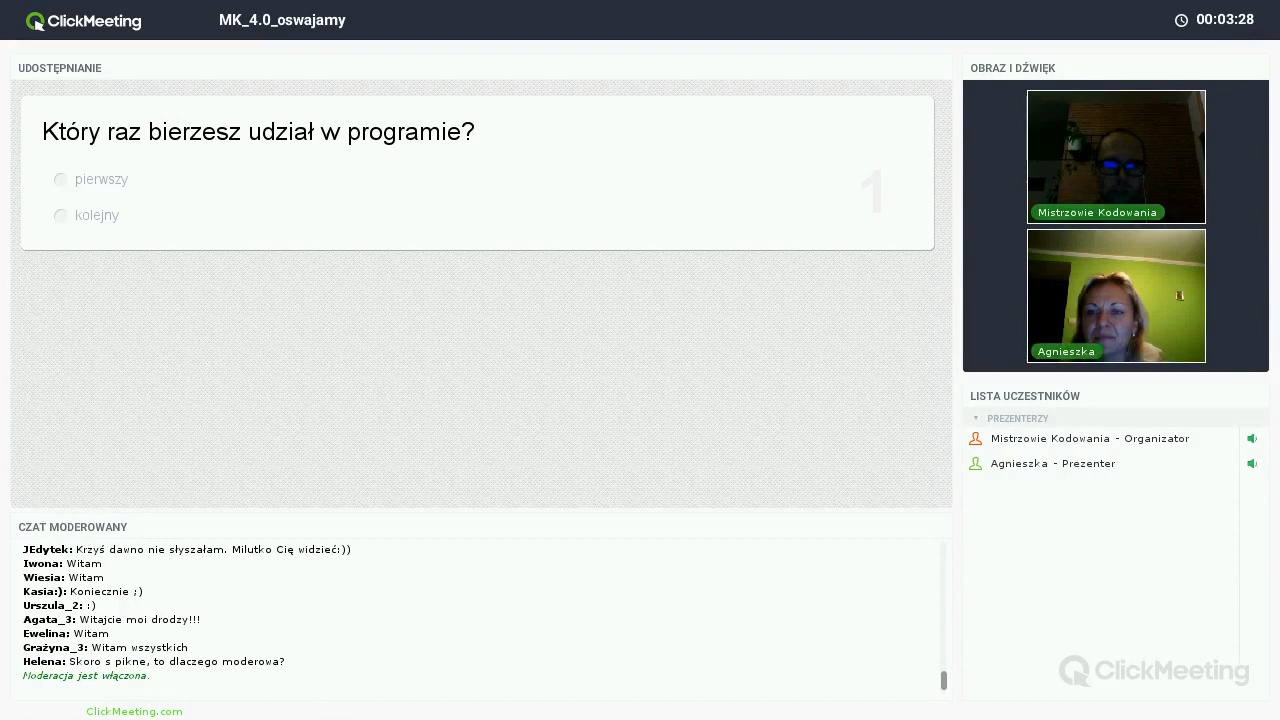 ClickMeeting
MK_4.0_oswajamy
00:03:28
UDOSTĘPNIANIE
Który raz bierzesz udział w programie?
pierwszy
kolejny
1
OBRAZ I DŹWIĘK
Mistrzowie Kodowania
Agnieszka
LISTA UCZESTNIKÓW
PREZENTERZY
Mistrzowie Kodowania - Organizator
Agnieszka - Prezenter
CZAT MODEROWANY
JEdytek: Krzyś dawno nie słyszałam. Milutko Cię widzieć:))
Iwona: Witam
Wiesia: Witam
Kasia:): Koniecznie ;)
Urszula_2: :)
Agata_3: Witajcie moi drodzy!!!
Ewelina: Witam
Grażyna_3: Witam wszystkich
Helena: Skoro s pikne, to dlaczego moderowa?
Moderacja jest włączona.
ClickMeeting
ClickMeeting.com